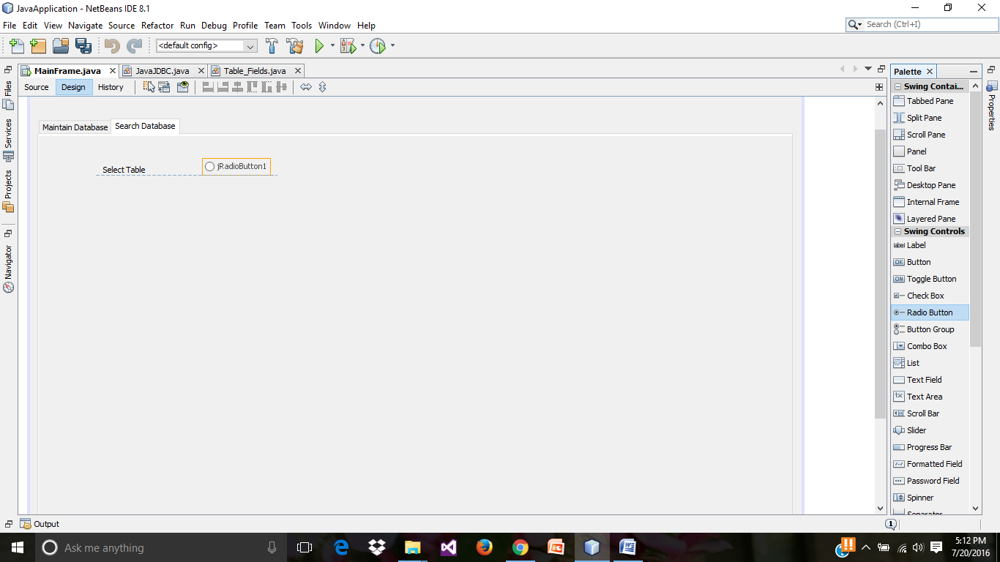 JavaApplication - NetBeans IDE 8.1
File Edit View Navigate Source Refactor Run Debug Profile Team Tools Window Help
Search (Ctrl+I)
<default config>
MainFrame.java JavaJDBC.java Table_Fields.java
Source Design History
Files
Services
Projects
Navigator
Maintain Database Search Database
Select Table jRadioButton1
Palette
Swing Contai...
Tabbed Pane
Split Pane
Scroll Pane
Panel
Tool Bar
Desktop Pane
Internal Frame
Layered Pane
Swing Controls
label Label
OK Button
ON Toggle Button
Check Box
Radio Button
Button Group
Combo Box
List
Text Field
Text Area
Scroll Bar
Slider
Progress Bar
Formatted Field
Password Field
Spinner
Separator
Properties
Output
1
Ask me anything
5:12 PM
7/20/2016